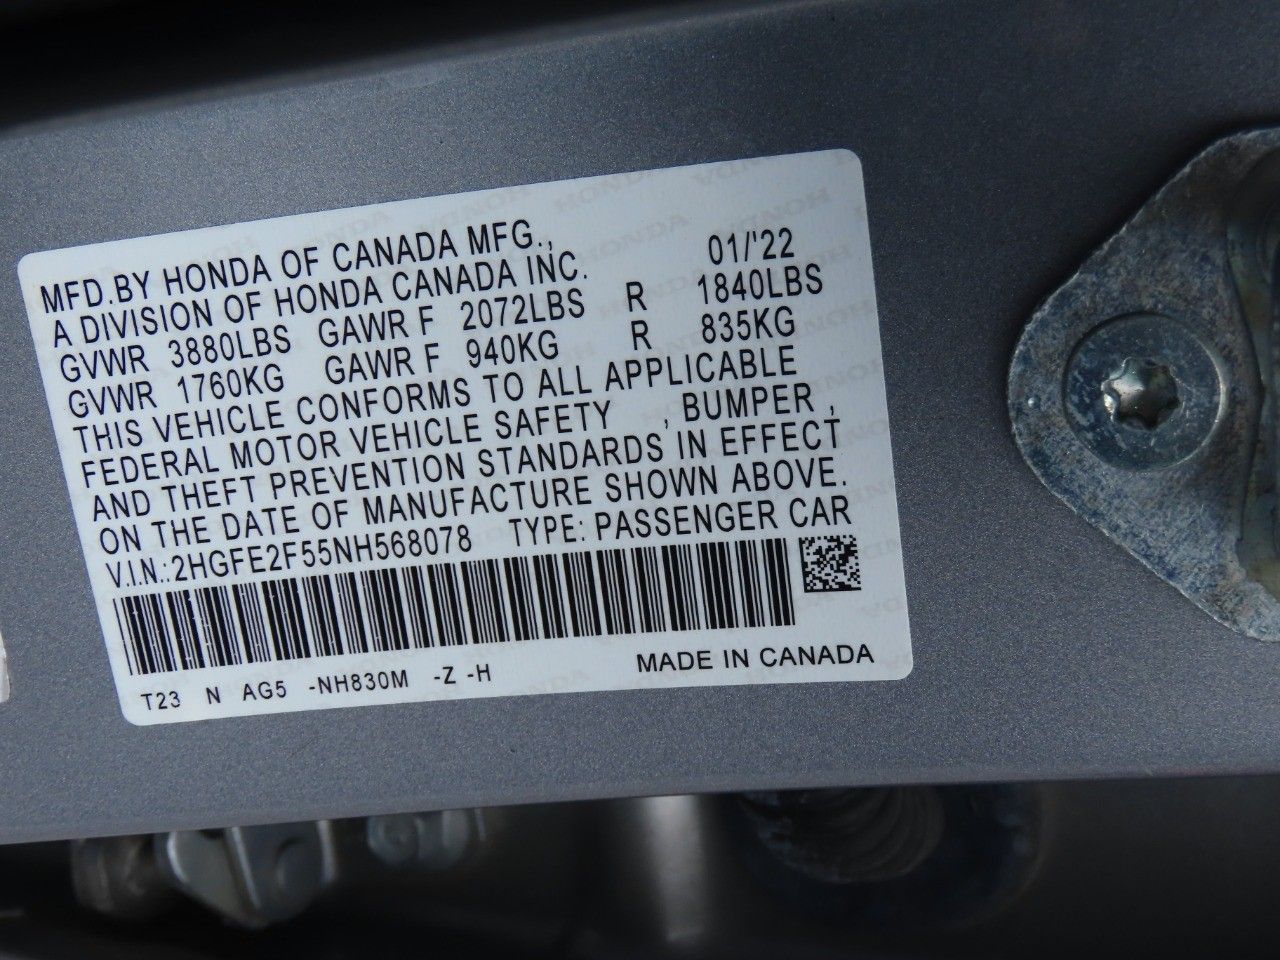 MFD.BY HONDA OF CANADA MFG., 01/'22
A DIVISION OF HONDA CANADA INC.
GVWR 3880LBS GAWR F 2072LBS R 1840LBS
GVWR 1760KG GAWR F 940KG R 835KG
THIS VEHICLE CONFORMS TO ALL APPLICABLE
FEDERAL MOTOR VEHICLE SAFETY , BUMPER ,
AND THEFT PREVENTION STANDARDS IN EFFECT
ON THE DATE OF MANUFACTURE SHOWN ABOVE.
V.I.N.:2HGFE2F55NH568078 TYPE: PASSENGER CAR
T23 N AG5 -NH830M -Z -H MADE IN CANADA